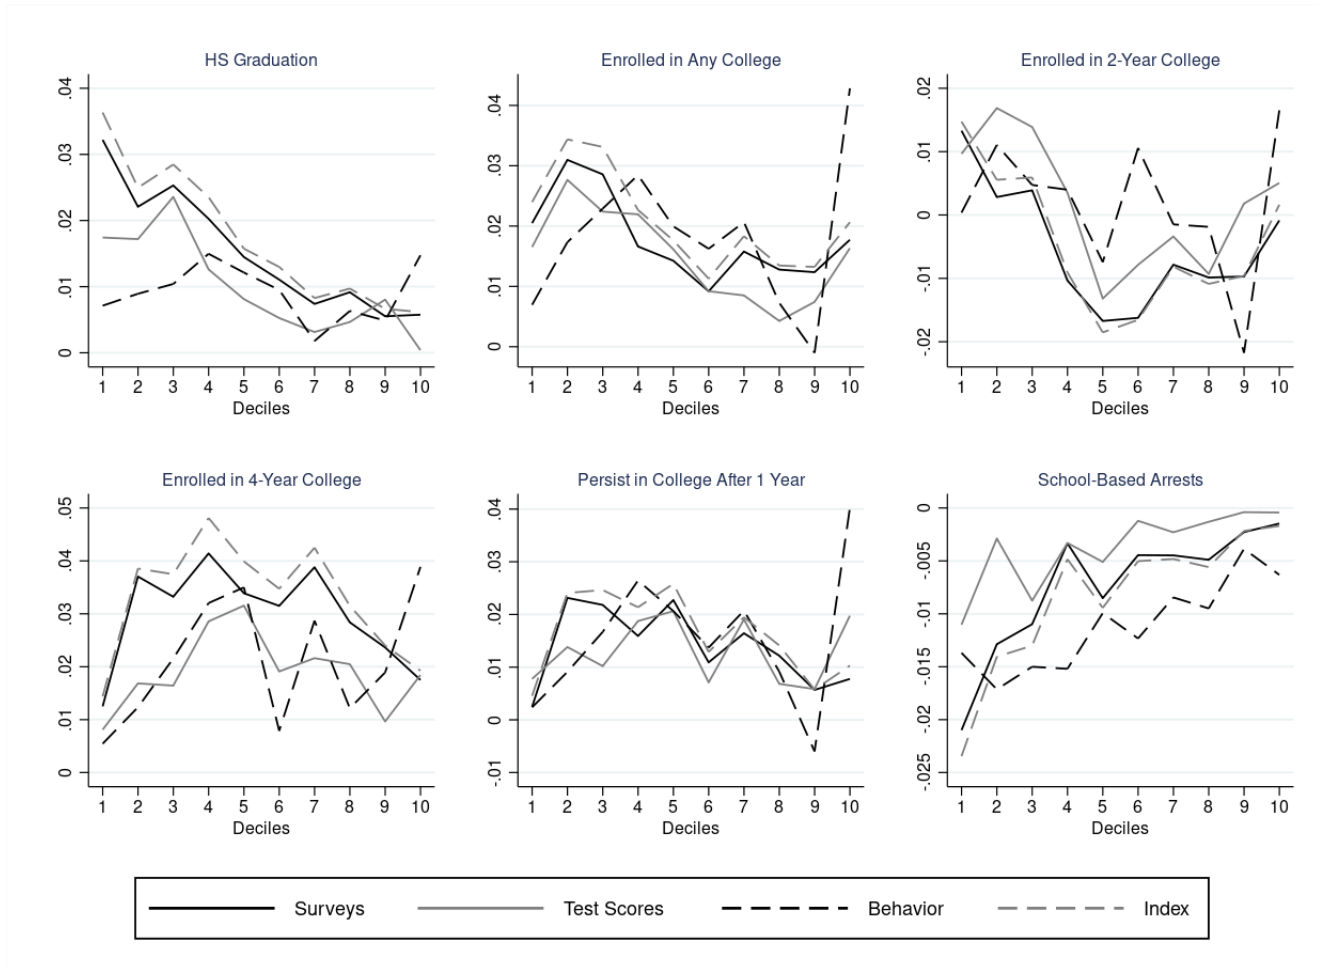 HS Graduation
.04
.03
.02
.01
0
1 2 3 4 5 6 7 8 9 10
Deciles
Enrolled in Any College
.04
.03
.02
.01
0
1 2 3 4 5 6 7 8 9 10
Deciles
Enrolled in 2-Year College
.02
.01
0
-.01
-.02
1 2 3 4 5 6 7 8 9 10
Deciles
Enrolled in 4-Year College
.05
.04
.03
.02
.01
0
1 2 3 4 5 6 7 8 9 10
Deciles
Persist in College After 1 Year
.04
.03
.02
.01
0
-.01
1 2 3 4 5 6 7 8 9 10
Deciles
School-Based Arrests
0
-.005
-.01
-.015
-.02
-.025
1 2 3 4 5 6 7 8 9 10
Deciles
Surveys Test Scores Behavior Index